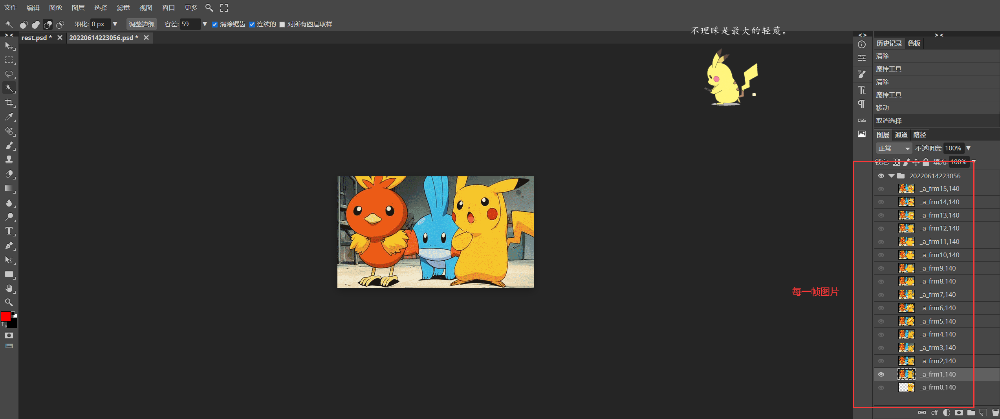 文件 编辑 图像 图层 选择 滤镜 视图 窗口 更多
羽化: 0 px 调整边缘 容差: 59 消除锯齿 连续的 对所有图层取样
不理睬是最大的轻蔑。
> < < > > <
rest.psd * 20220614223056.psd *
历史记录 色板
清除
魔棒工具
清除
魔棒工具
移动
取消选择
图层 通道 路径
正常 不透明度: 100%
锁定: 填充: 100%
20220614223056
_a_frm15,140
_a_frm14,140
_a_frm13,140
_a_frm12,140
_a_frm11,140
_a_frm10,140
_a_frm9,140
_a_frm8,140
_a_frm7,140
_a_frm6,140
_a_frm5,140
_a_frm4,140
_a_frm3,140
_a_frm2,140
_a_frm1,140
_a_frm0,140
每一帧图片
CSS
eff